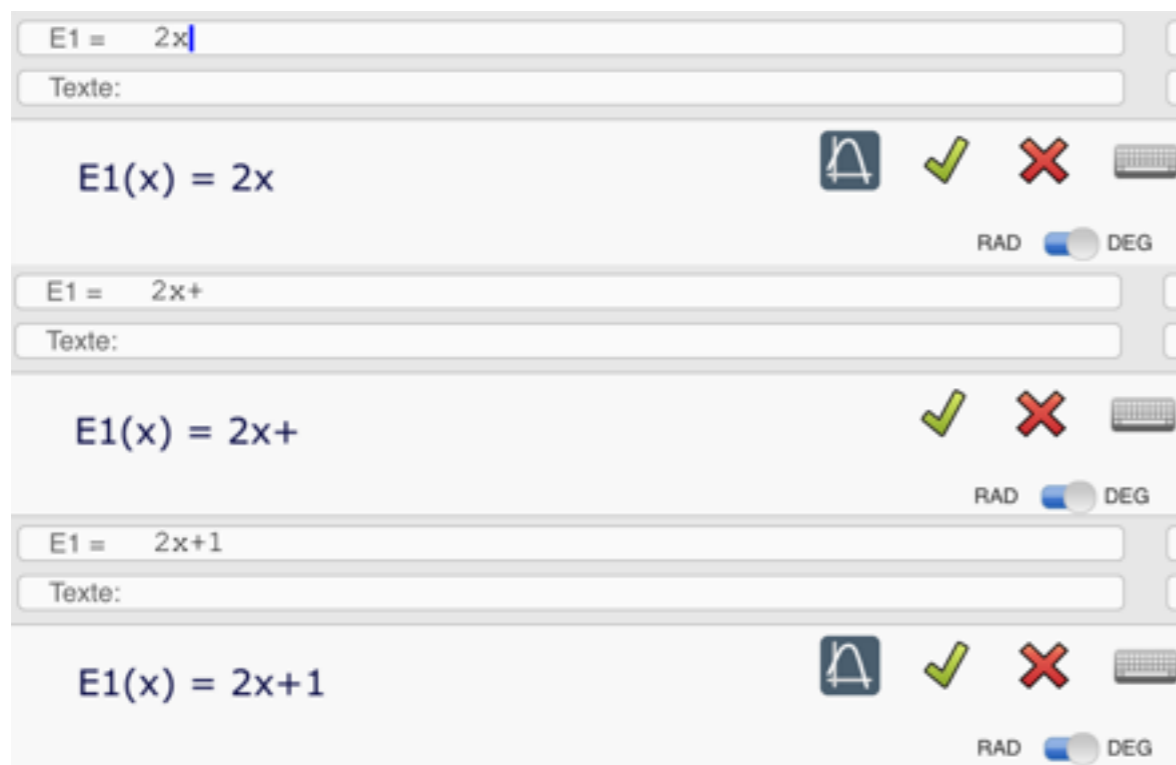 E1 = 2x
Texte:
E1(x) = 2x
RAD DEG
E1 = 2x+
Texte:
E1(x) = 2x+
RAD DEG
E1 = 2x+1
Texte:
E1(x) = 2x+1
RAD DEG